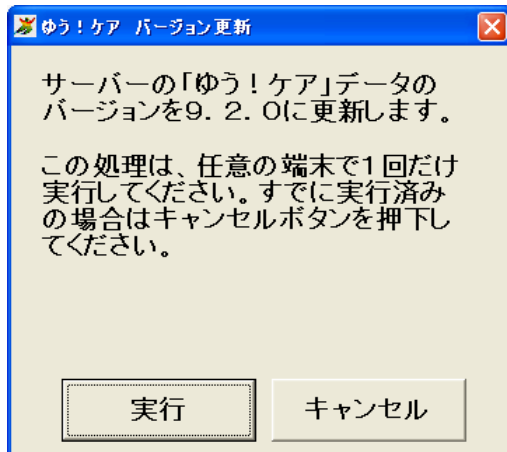 ゆう！ケア バージョン更新
サーバーの「ゆう！ケア」データの
バージョンを9．2．0に更新します。
この処理は、任意の端末で1回だけ
実行してください。すでに実行済み
の場合はキャンセルボタンを押下し
てください。
実行
キャンセル